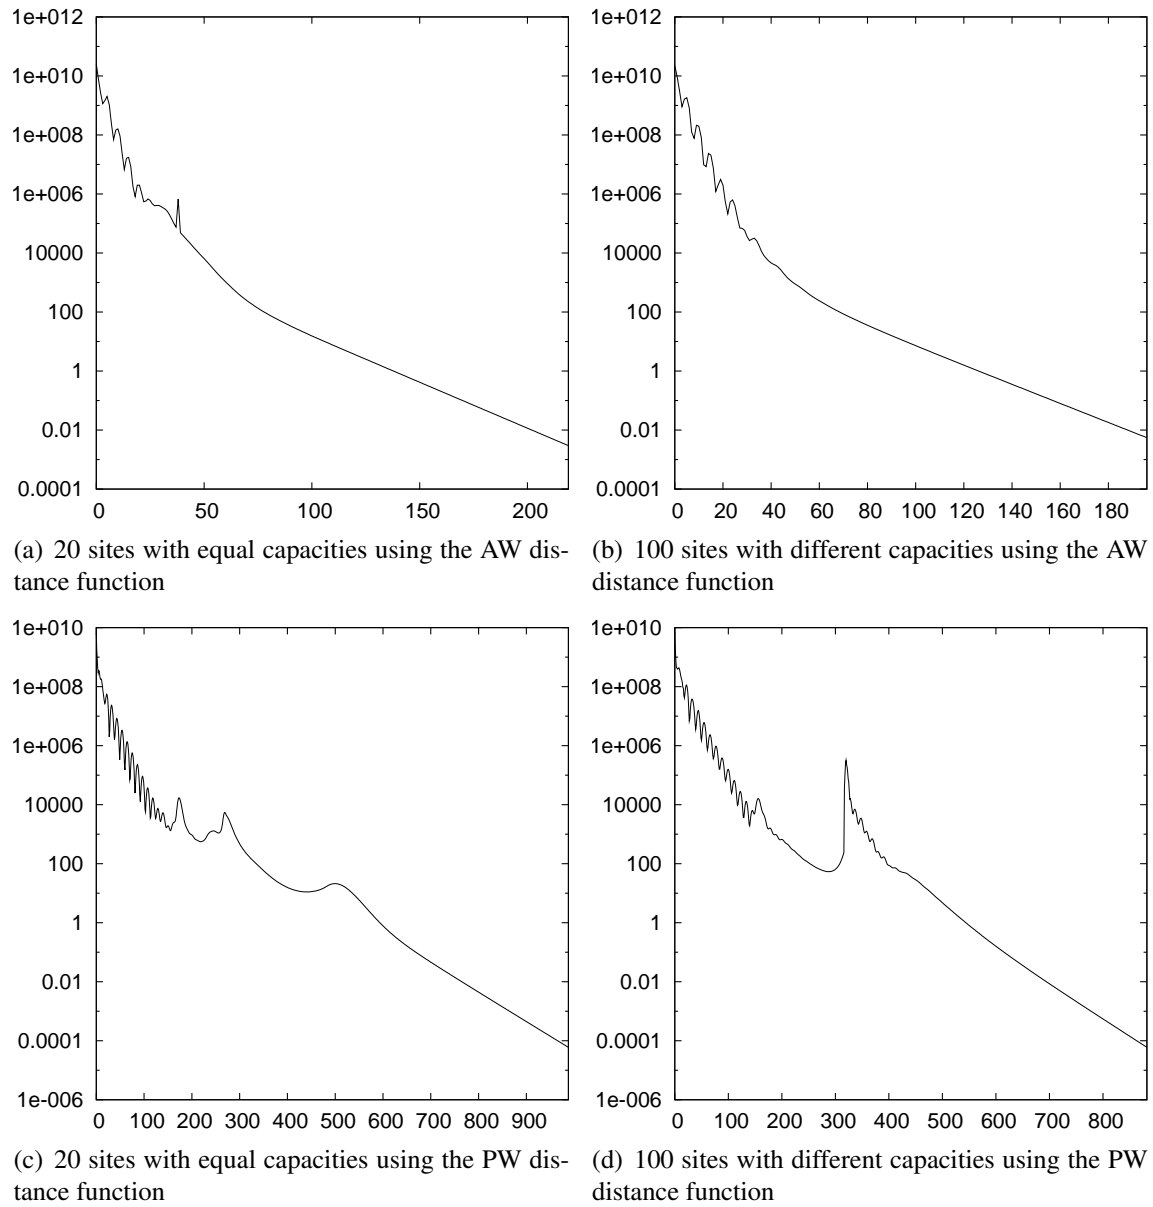 1e+012
1e+010
1e+008
1e+006
10000
100
1
0.01
0.0001
0 50 100 150 200
(a) 20 sites with equal capacities using the AW dis-
tance function
1e+012
1e+010
1e+008
1e+006
10000
100
1
0.01
0.0001
0 20 40 60 80 100 120 140 160 180
(b) 100 sites with different capacities using the AW
distance function
1e+010
1e+008
1e+006
10000
100
1
0.01
0.0001
1e-006
0 100 200 300 400 500 600 700 800 900
(c) 20 sites with equal capacities using the PW dis-
tance function
1e+010
1e+008
1e+006
10000
100
1
0.01
0.0001
1e-006
0 100 200 300 400 500 600 700 800
(d) 100 sites with different capacities using the PW
distance function